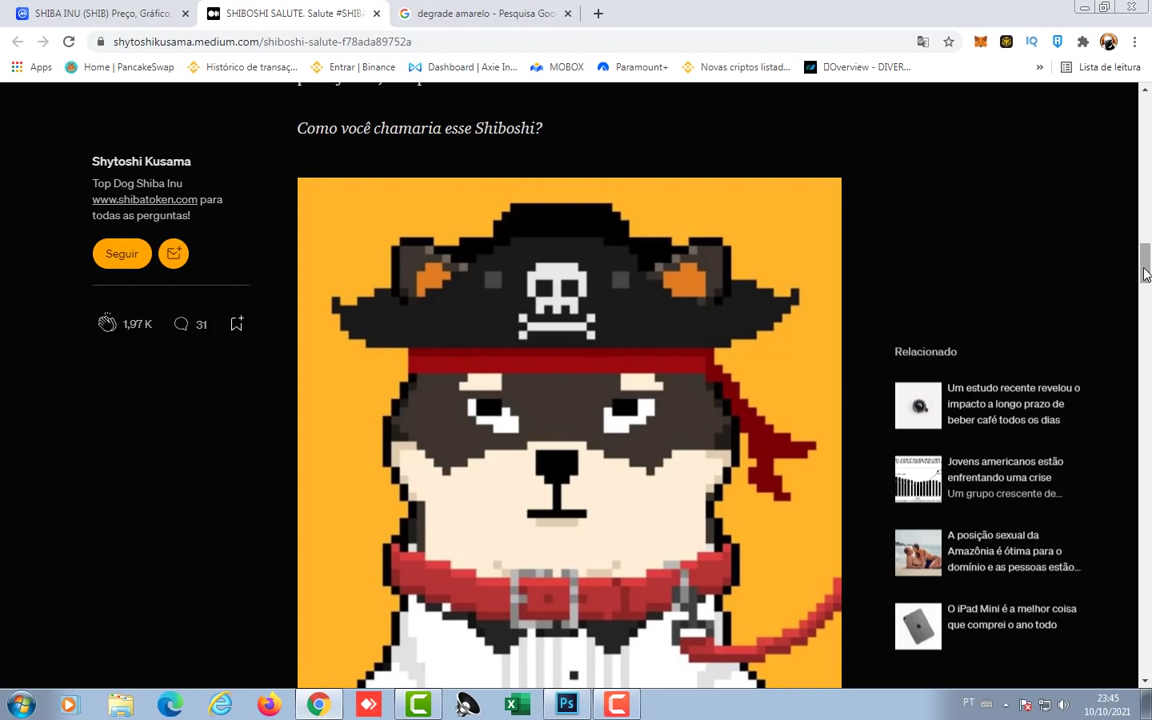 SHIBA INU (SHIB) Preço, Gráfico,
SHIBOSHI SALUTE. Salute #SHIBA
degrade amarelo - Pesquisa Goo
shytoshikusama.medium.com/shiboshi-salute-f78ada89752a
Apps
Home | PancakeSwap
Histórico de transaç...
Entrar | Binance
Dashboard | Axie In...
MOBOX
Paramount+
Novas criptos listad...
Overview - DIVER...
»
Lista de leitura
Como você chamaria esse Shiboshi?
Shytoshi Kusama
Top Dog Shiba Inu
www.shibatoken.com para
todas as perguntas!
Seguir
1,97 K
31
Relacionado
Um estudo recente revelou o
impacto a longo prazo de
beber café todos os dias
Jovens americanos estão
enfrentando uma crise
Um grupo crescente de...
A posição sexual da
Amazônia é ótima para o
domínio e as pessoas estão...
O iPad Mini é a melhor coisa
que comprei o ano todo
PT
23:45
10/10/2021